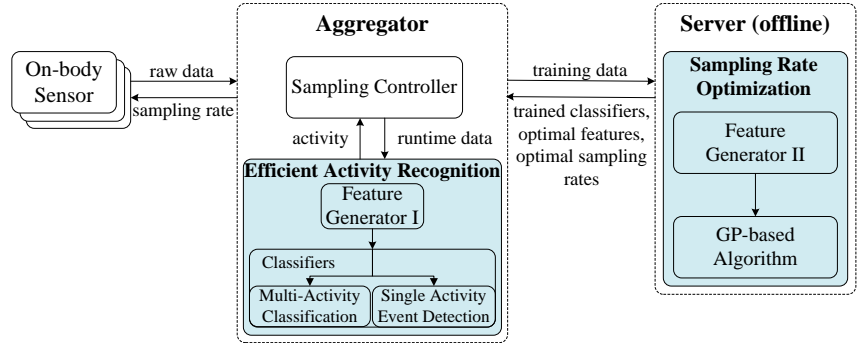 Aggregator
Server (offline)
On-body
Sensor
raw data
sampling rate
Sampling Controller
activity
runtime data
Efficient Activity Recognition
Feature
Generator I
Classifiers
Multi-Activity
Classification
Single Activity
Event Detection
training data
trained classifiers,
optimal features,
optimal sampling
rates
Sampling Rate
Optimization
Feature
Generator II
GP-based
Algorithm